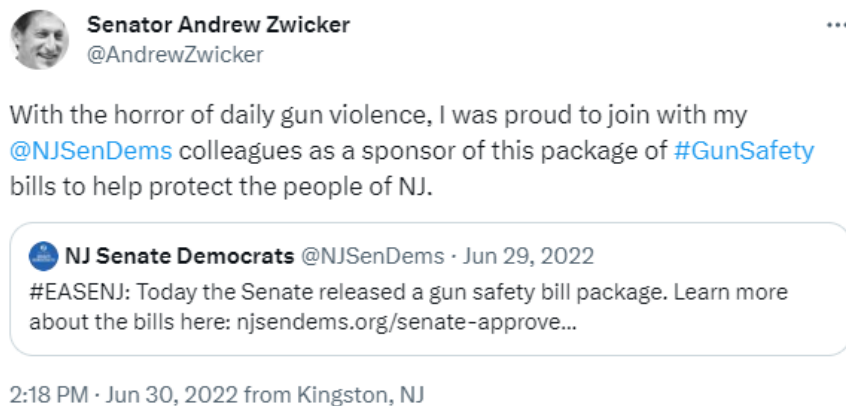 Senator Andrew Zwicker
@AndrewZwicker
With the horror of daily gun violence, I was proud to join with my
@NJSenDems colleagues as a sponsor of this package of #GunSafety
bills to help protect the people of NJ.
NJ Senate Democrats @NJSenDems · Jun 29, 2022
#EASENJ: Today the Senate released a gun safety bill package. Learn more
about the bills here: njsendems.org/senate-approve...
2:18 PM · Jun 30, 2022 from Kingston, NJ